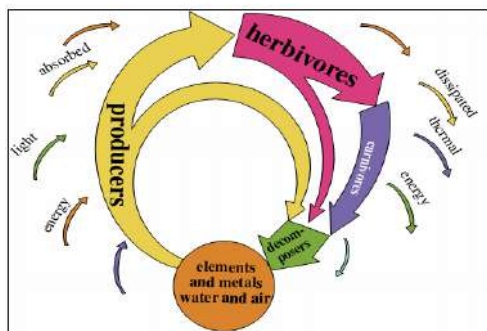 absorbed
light
energy
producers
herbivores
carnivores
decom-
posers
dissipated
thermal
energy
elements
and metals
water and air